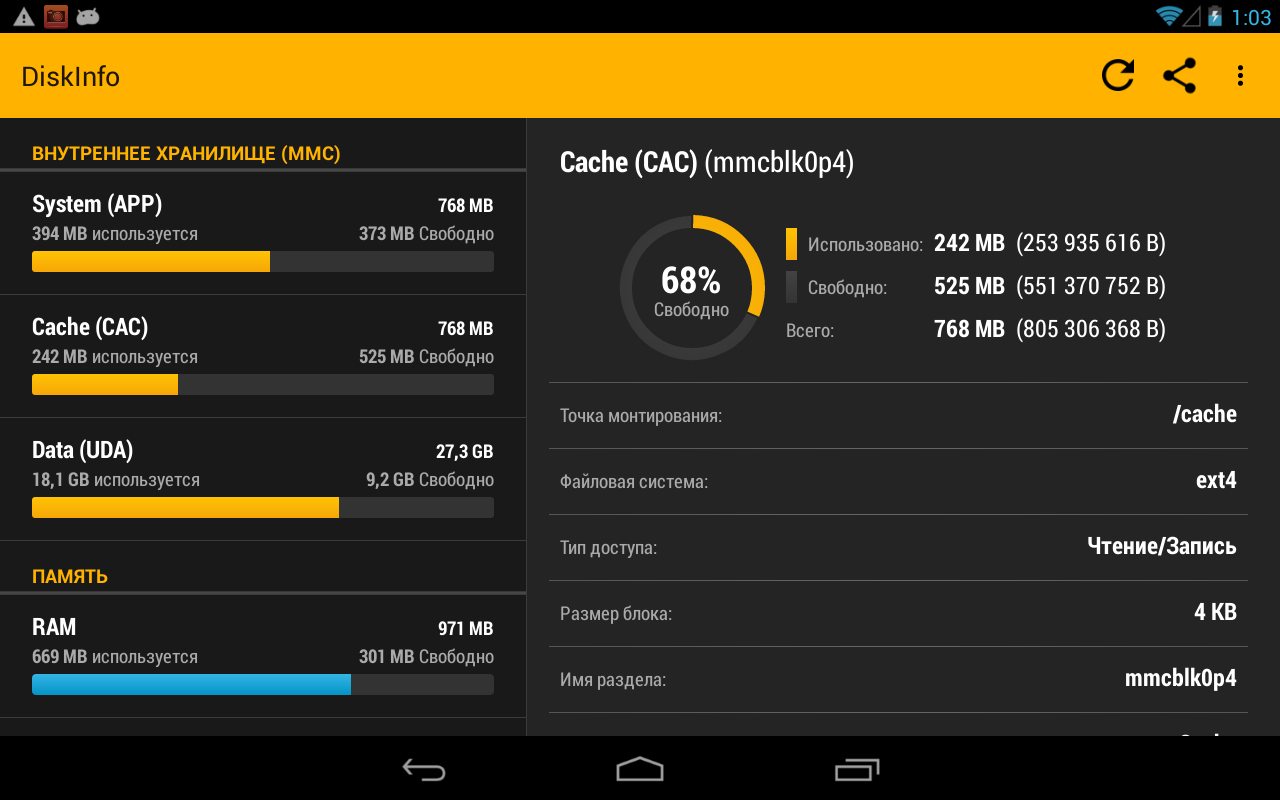 1:03
DiskInfo
ВНУТРЕННЕЕ ХРАНИЛИЩЕ (MMC)
System (APP) 768 MB
394 MB используется 373 MB Свободно
Cache (CAC) 768 MB
242 MB используется 525 MB Свободно
Data (UDA) 27,3 GB
18,1 GB используется 9,2 GB Свободно
ПАМЯТЬ
RAM 971 MB
669 MB используется 301 MB Свободно
Cache (CAC) (mmcblk0p4)
68%
Свободно
Использовано: 242 MB (253 935 616 B)
Свободно: 525 MB (551 370 752 B)
Всего: 768 MB (805 306 368 B)
Точка монтирования: /cache
Файловая система: ext4
Тип доступа: Чтение/Запись
Размер блока: 4 KB
Имя раздела: mmcblk0p4